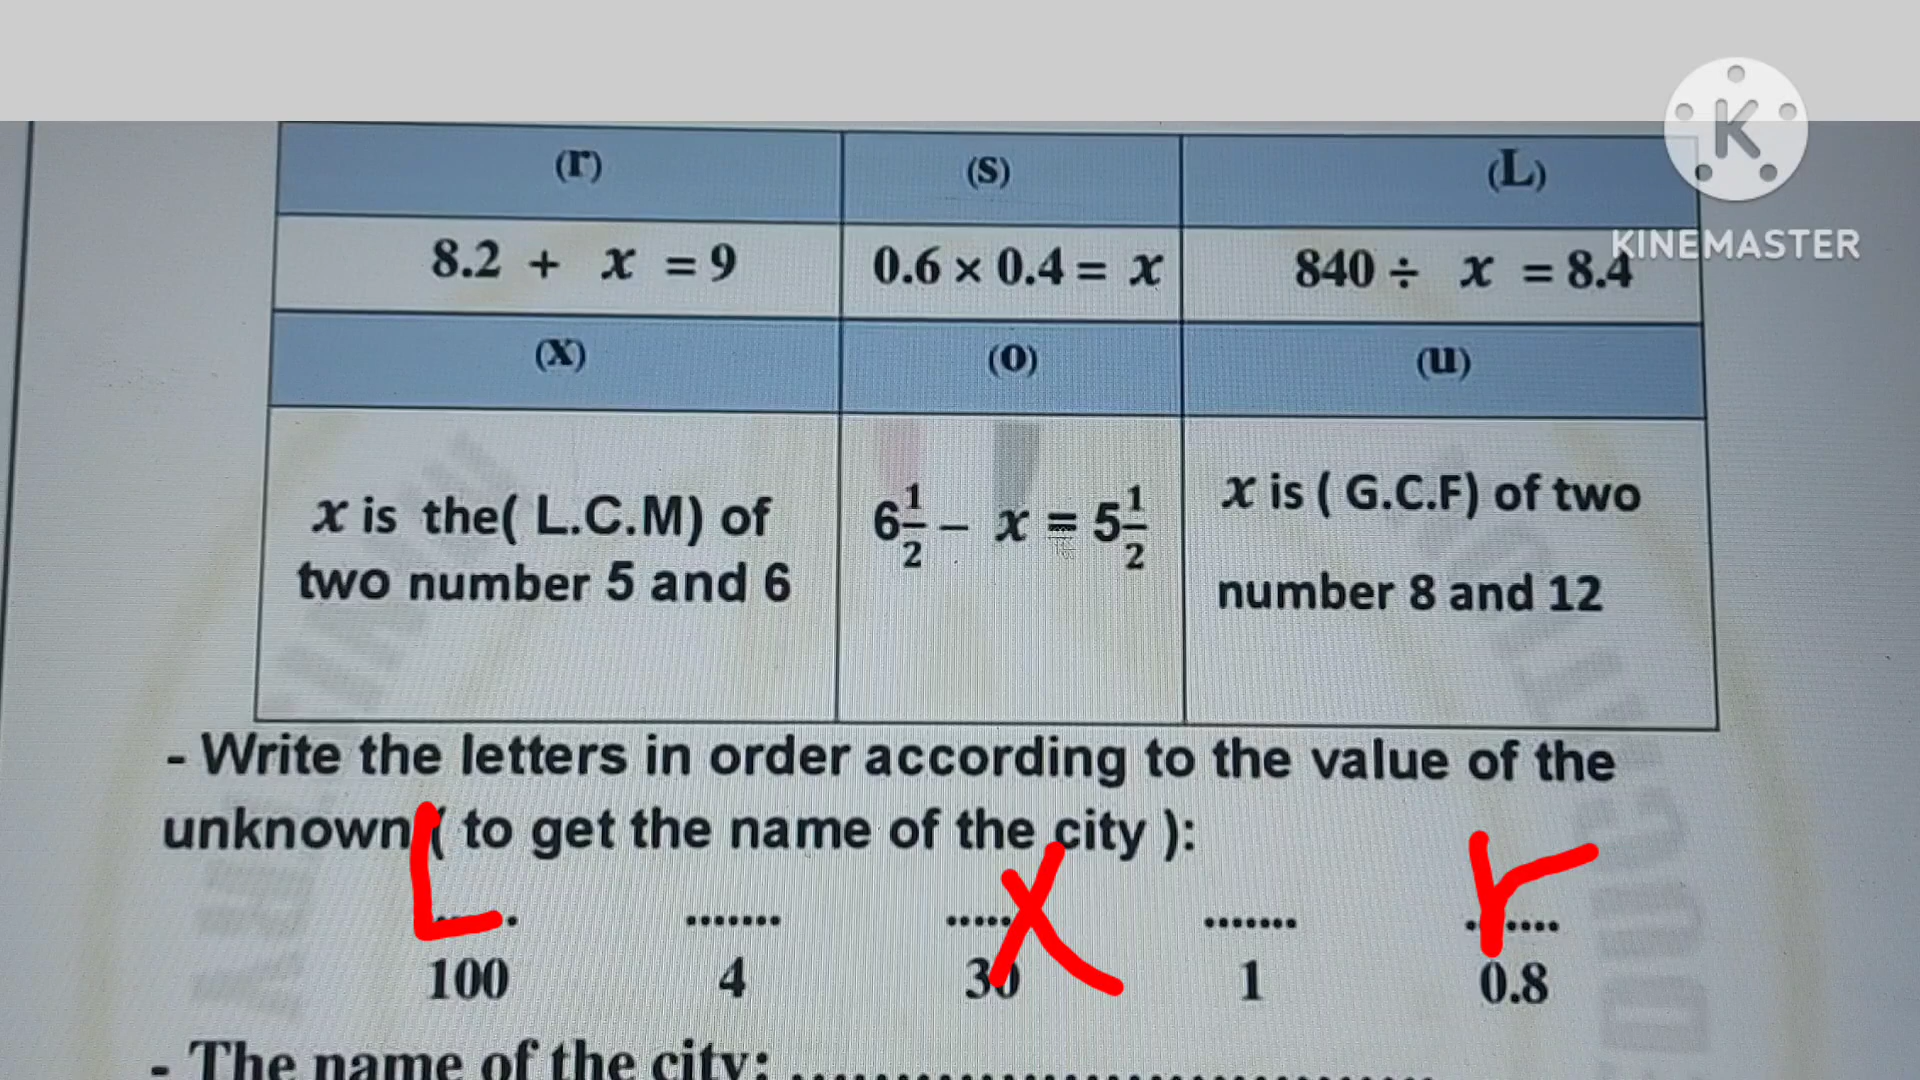 K
KINEMASTER
(r) (S) (L)
8.2 + x = 9 0.6 × 0.4 = x 840 ÷ x = 8.4
(X) (O) (u)
x is the( L.C.M) of
two number 5 and 6
6 1/2 – x = 5 1/2
x is ( G.C.F) of two
number 8 and 12
- Write the letters in order according to the value of the
unknown ( to get the name of the city ):
L X r
....... ....... ....... ....... .......
100 4 30 1 0.8
- The name of the city: ..............................